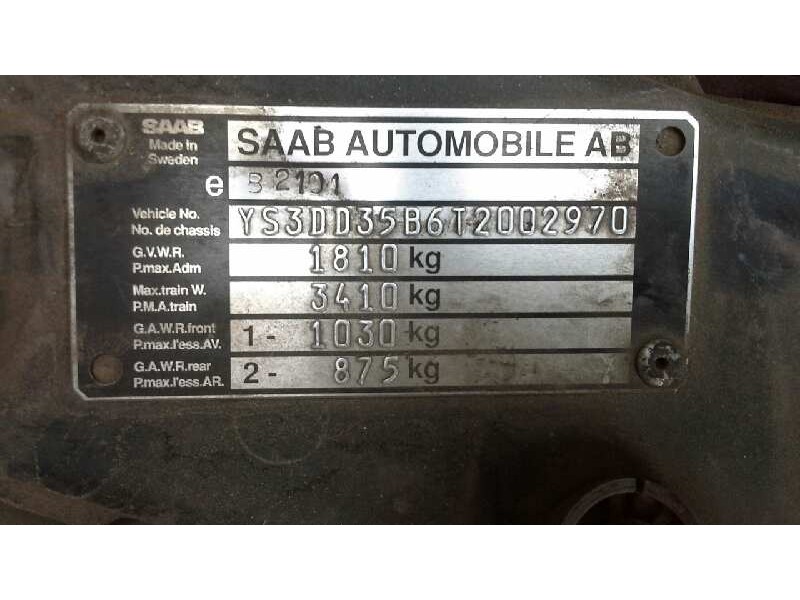 SAAB
Made in
Sweden
SAAB AUTOMOBILE AB
e B 2101
Vehicle No.
No. de chassis
YS3DD35B6T2002970
G.V.W.R.
P.max.Adm
1810 kg
Max.train W.
P.M.A.train
3410 kg
G.A.W.R.front
P.max.l'ess.AV.
1- 1030 kg
G.A.W.R.rear
P.max.l'ess.AR.
2- 875 kg